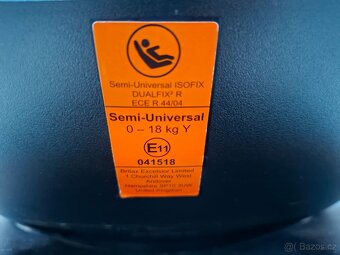 Semi-Universal ISOFIX
DUALFIX² R
ECE R 44/04
Semi-Universal
0 – 18 kg Y
E11
041518
Britax Excelsior Limited
1 Churchill Way West
Andover
Hampshire SP10 3UW
United Kingdom
Bazos.cz